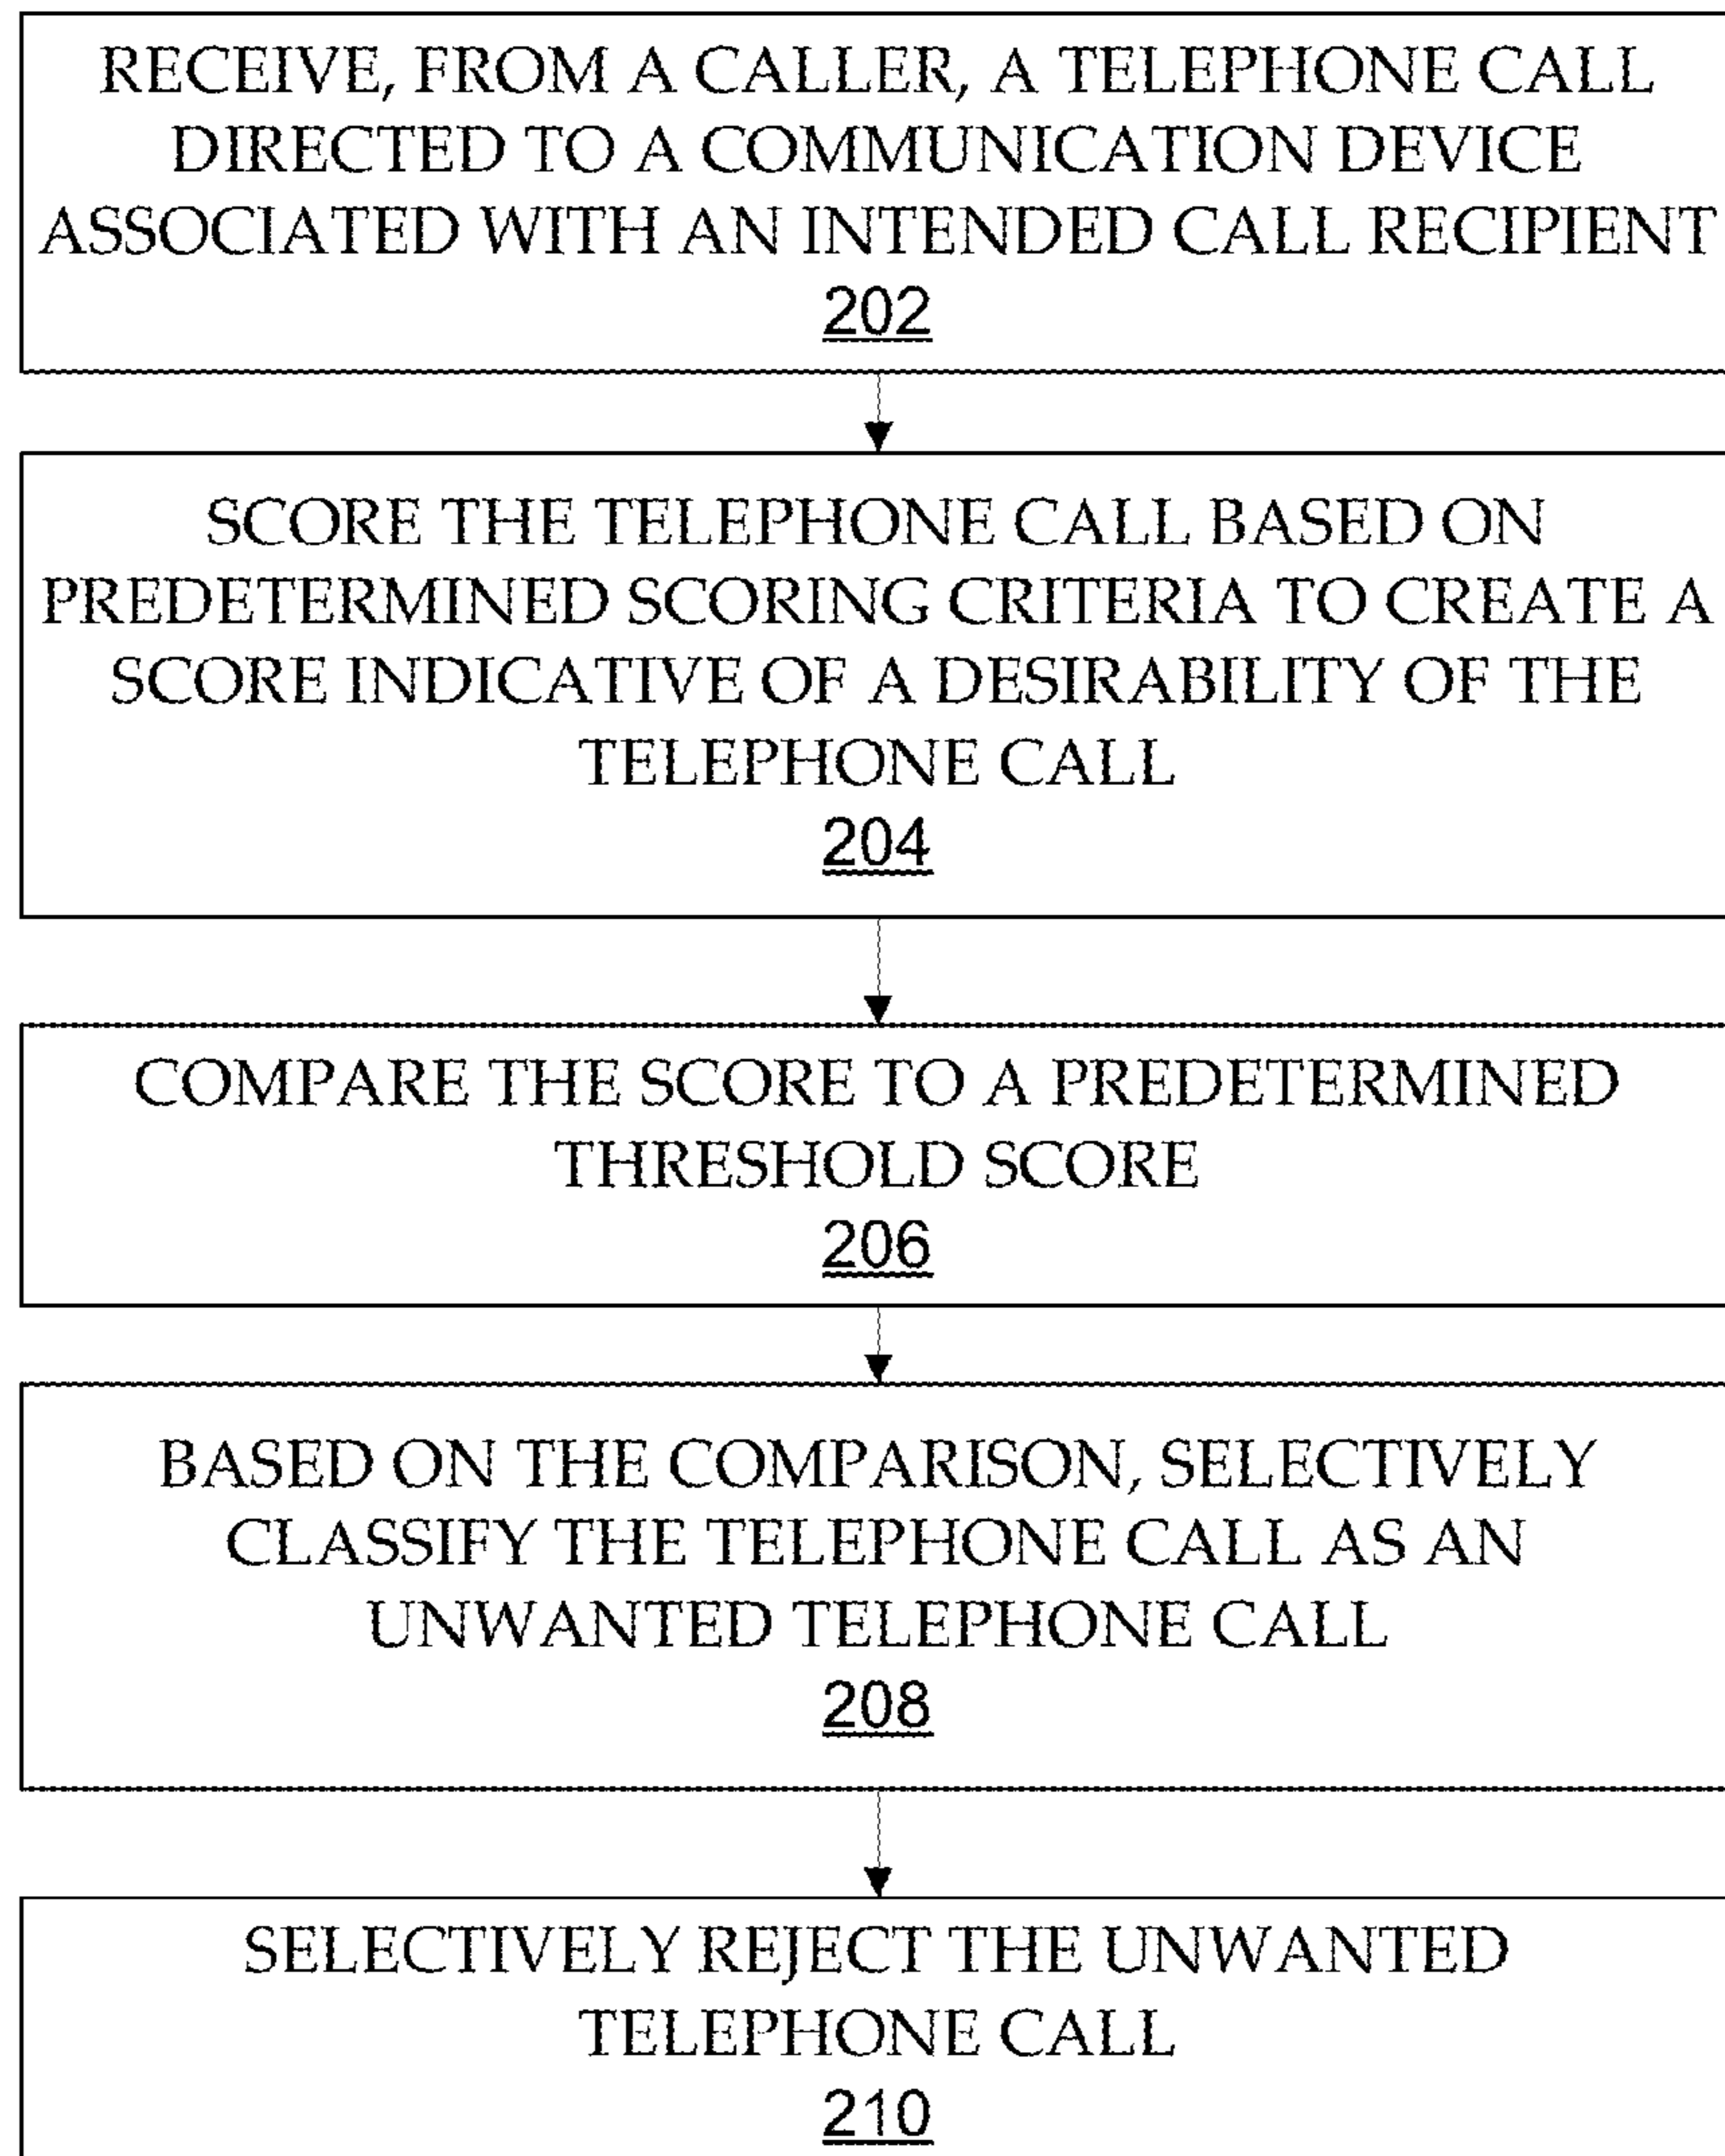 RECEIVE, FROM A CALLER, A TELEPHONE CALL
DIRECTED TO A COMMUNICATION DEVICE
ASSOCIATED WITH AN INTENDED CALL RECIPIENT
202
SCORE THE TELEPHONE CALL BASED ON
PREDETERMINED SCORING CRITERIA TO CREATE A
SCORE INDICATIVE OF A DESIRABILITY OF THE
TELEPHONE CALL
204
COMPARE THE SCORE TO A PREDETERMINED
THRESHOLD SCORE
206
BASED ON THE COMPARISON, SELECTIVELY
CLASSIFY THE TELEPHONE CALL AS AN
UNWANTED TELEPHONE CALL
208
SELECTIVELY REJECT THE UNWANTED
TELEPHONE CALL
210